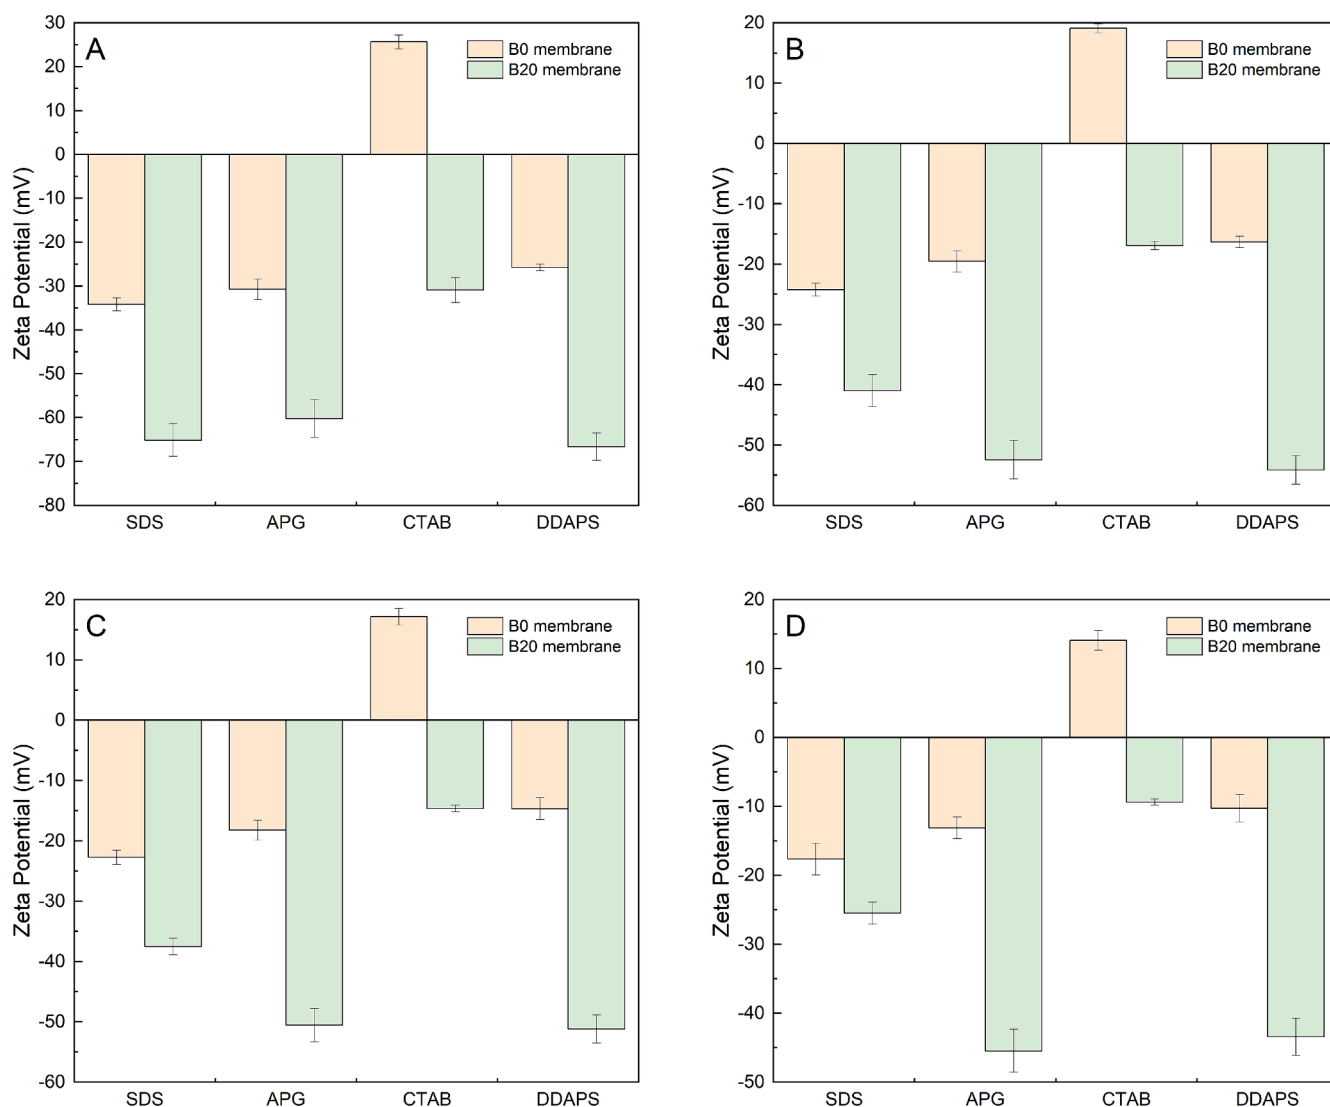 A
B0 membrane
B20 membrane
Zeta Potential (mV)
30
20
10
0
-10
-20
-30
-40
-50
-60
-70
-80
SDS APG CTAB DDAPS
B
B0 membrane
B20 membrane
Zeta Potential (mV)
20
10
0
-10
-20
-30
-40
-50
-60
SDS APG CTAB DDAPS
C
B0 membrane
B20 membrane
Zeta Potential (mV)
20
10
0
-10
-20
-30
-40
-50
-60
SDS APG CTAB DDAPS
D
B0 membrane
B20 membrane
Zeta Potential (mV)
20
10
0
-10
-20
-30
-40
-50
SDS APG CTAB DDAPS